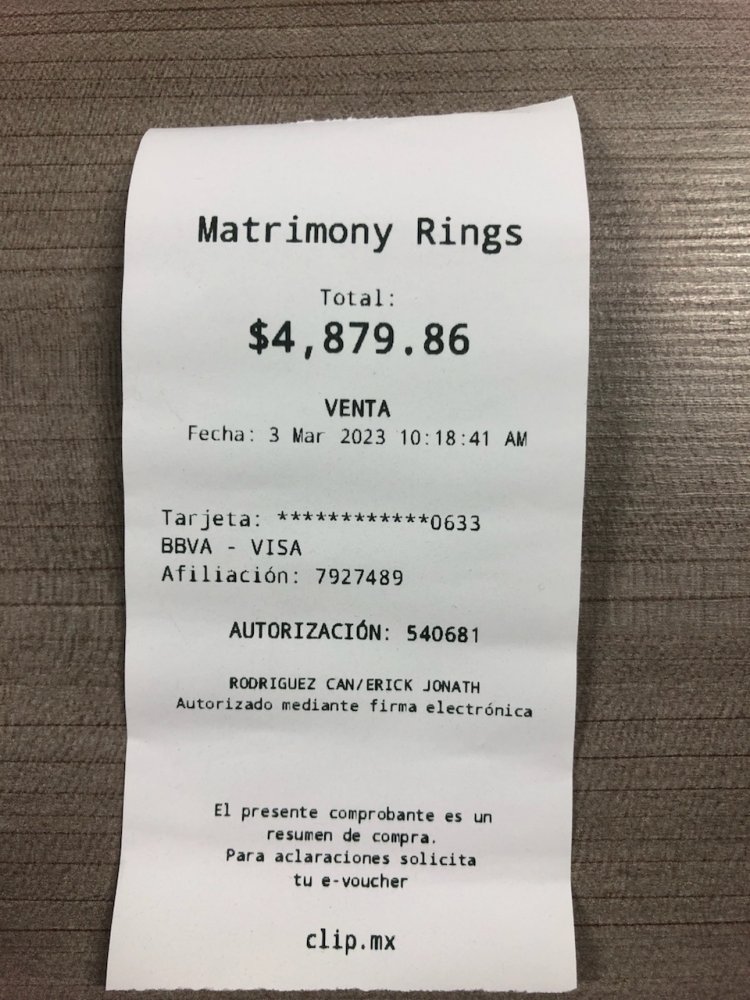 Matrimony Rings
Total:
$4,879.86
VENTA
Fecha: 3 Mar 2023 10:18:41 AM
Tarjeta: ************0633
BBVA - VISA
Afiliación: 7927489
AUTORIZACIÓN: 540681
RODRIGUEZ CAN/ERICK JONATH
Autorizado mediante firma electrónica
El presente comprobante es un
resumen de compra.
Para aclaraciones solicita
tu e-voucher
clip.mx